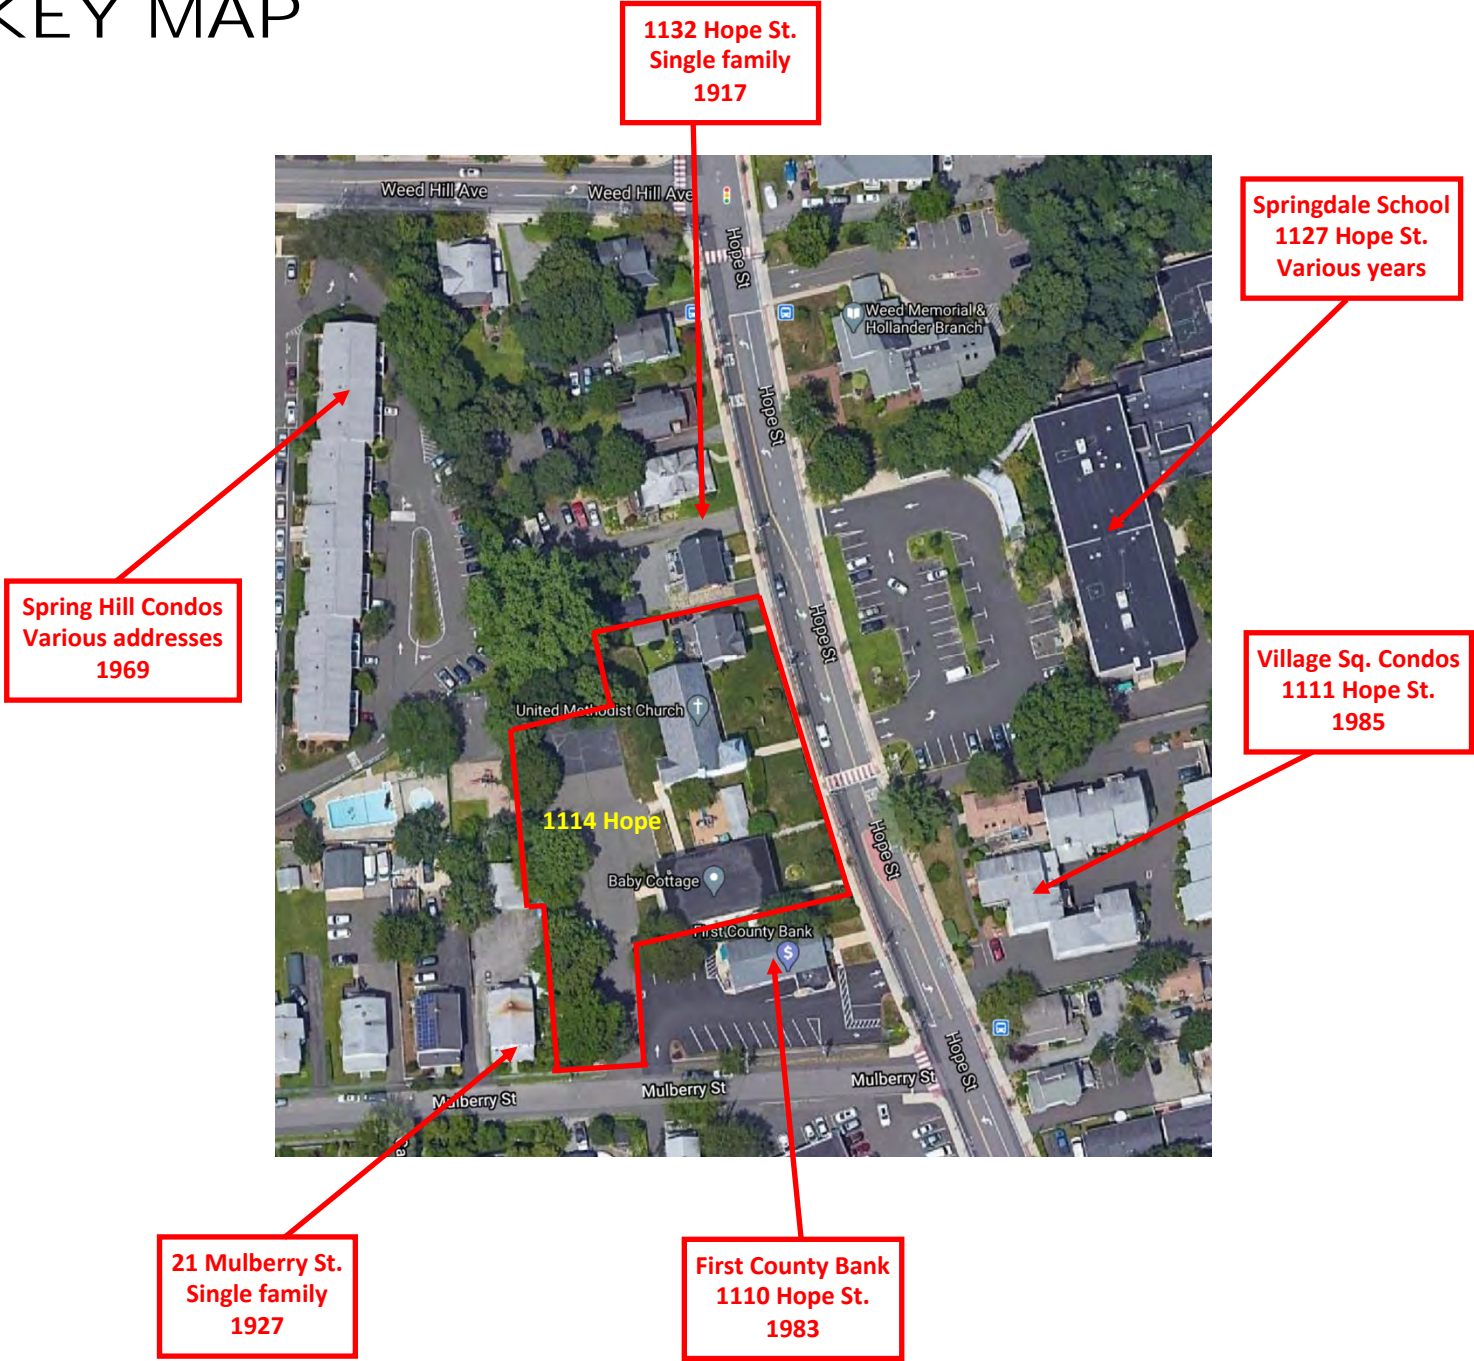 KEY MAP
1132 Hope St.
Single family
1917
Weed Hill Ave
Weed Hill Ave
Hope St
Springdale School
1127 Hope St.
Various years
Weed Memorial &
Hollander Branch
Hope St
Spring Hill Condos
Various addresses
1969
Hope St
Village Sq. Condos
1111 Hope St.
1985
United Methodist Church
1114 Hope
Hope St
Baby Cottage
First County Bank
$
Hope St
Mulberry St
Mulberry St
Mulberry St
21 Mulberry St.
Single family
1927
First County Bank
1110 Hope St.
1983